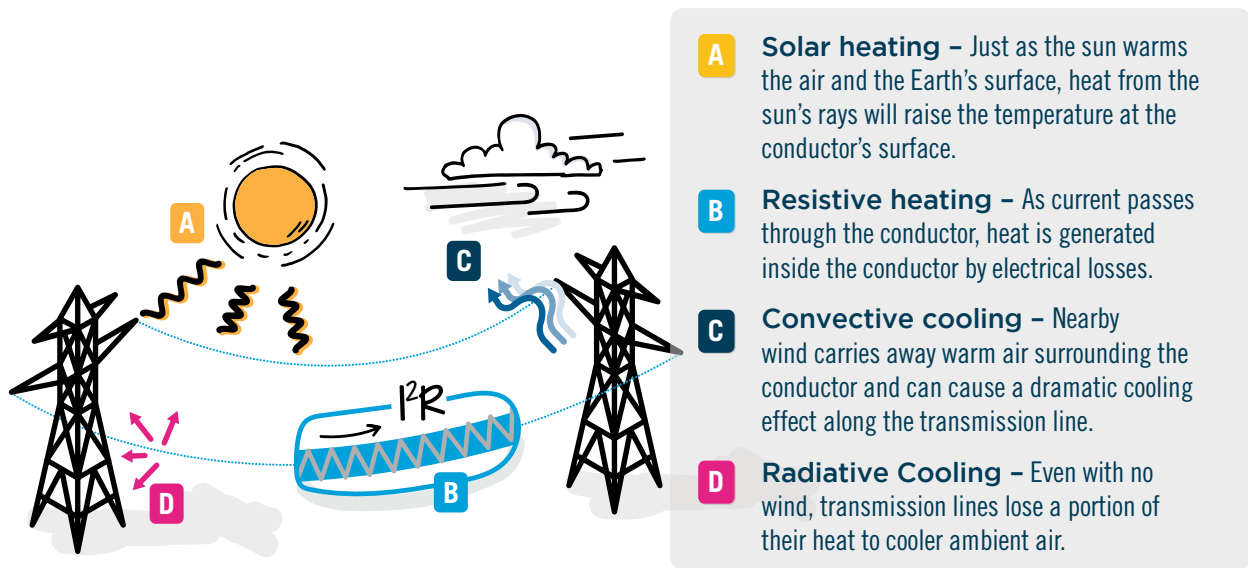 A
Solar heating – Just as the sun warms
the air and the Earth's surface, heat from the
sun's rays will raise the temperature at the
conductor's surface.
B
Resistive heating – As current passes
through the conductor, heat is generated
inside the conductor by electrical losses.
C
Convective cooling – Nearby
wind carries away warm air surrounding the
conductor and can cause a dramatic cooling
effect along the transmission line.
D
Radiative Cooling – Even with no
wind, transmission lines lose a portion of
their heat to cooler ambient air.
A
C
I²R
B
D